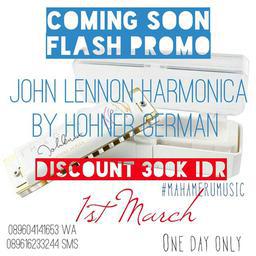 COMING SOON
FLASH PROMO
JOHN LENNON HARMONICA
BY HOHNER GERMAN
DISCOUNT 300K IDR
#MAHAMERUMUSIC
1st March
089604141653 WA
089616233244 SMS
ONE DAY ONLY